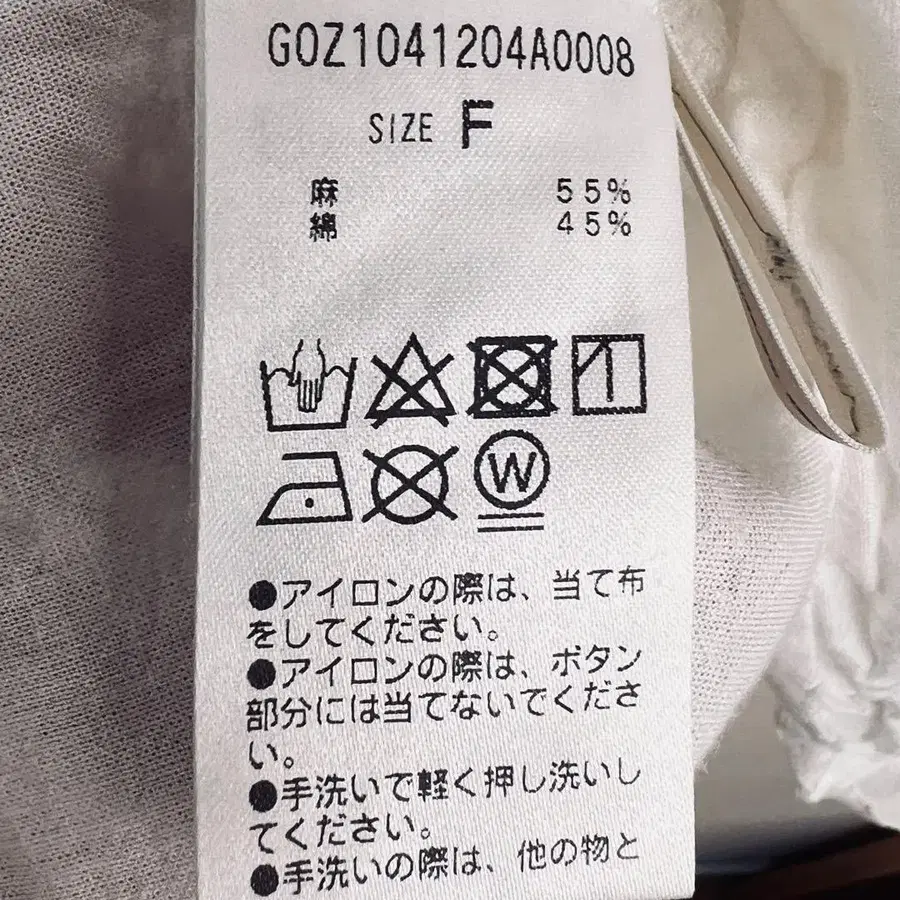 G0Z1041204A0008
SIZE F
麻 55%
綿 45%
W
●アイロンの際は、当て布
をしてください。
●アイロンの際は、ボタン
部分には当てないでくださ
い。
●手洗いで軽く押し洗いし
てください。
●手洗いの際は、他の物と